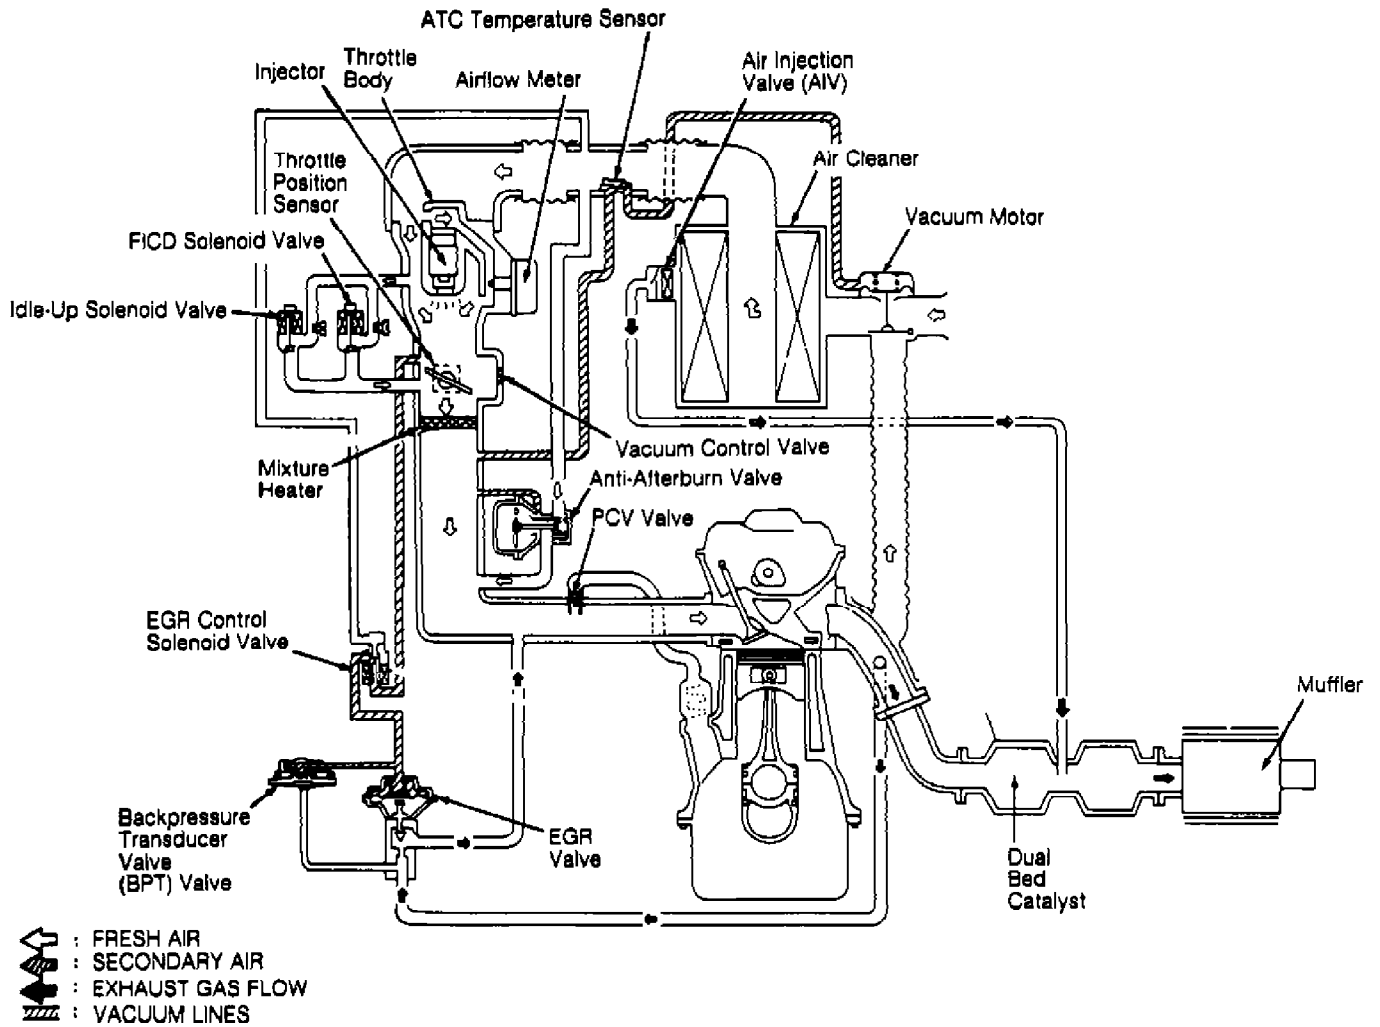 ATC Temperature Sensor
Injector
Throttle
Body
Airflow Meter
Air Injection
Valve (AIV)
Throttle
Position
Sensor
Air Cleaner
Vacuum Motor
FICD Solenoid Valve
Idle-Up Solenoid Valve
Vacuum Control Valve
Mixture
Heater
Anti-Afterburn Valve
PCV Valve
EGR Control
Solenoid Valve
Muffler
Backpressure
Transducer
Valve
(BPT) Valve
EGR
Valve
Dual
Bed
Catalyst
: FRESH AIR
: SECONDARY AIR
: EXHAUST GAS FLOW
: VACUUM LINES